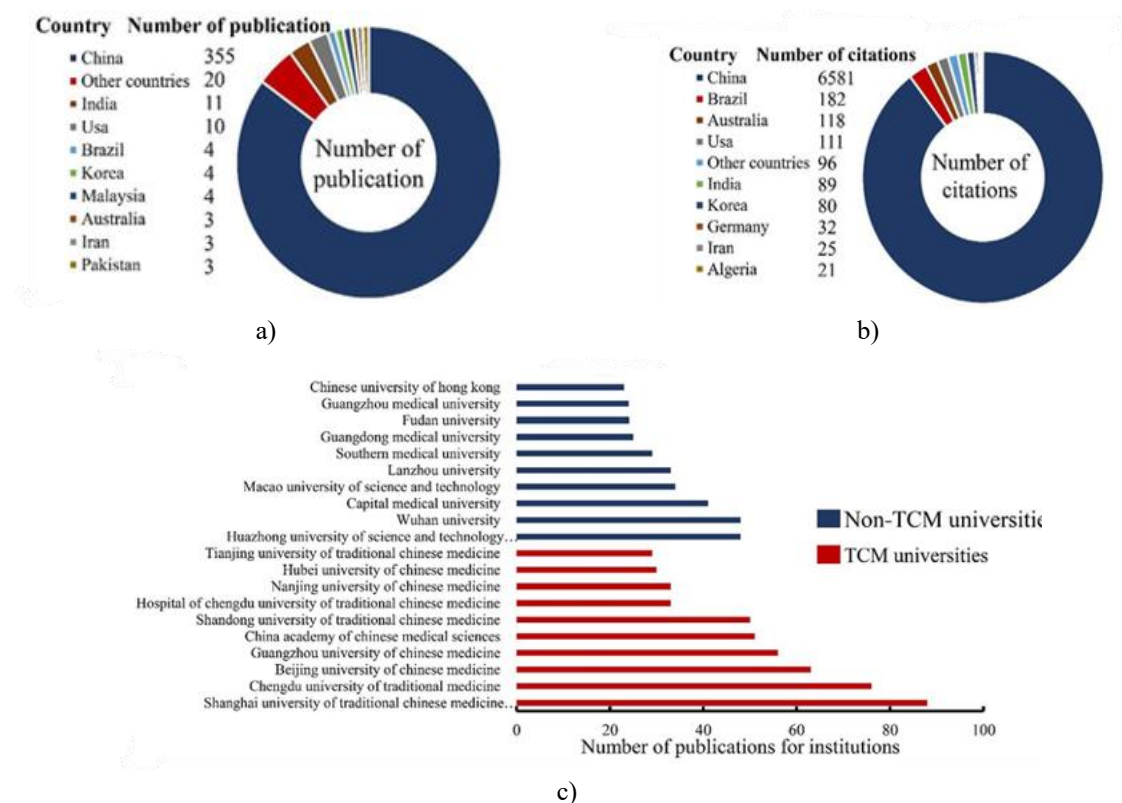 Country Number of publication
China 355
Other countries 20
India 11
Usa 10
Brazil 4
Korea 4
Malaysia 4
Australia 3
Iran 3
Pakistan 3
Number of
publication
a)
Country Number of citations
China 6581
Brazil 182
Australia 118
Usa 111
Other countries 96
India 89
Korea 80
Germany 32
Iran 25
Algeria 21
Number of
citations
b)
Chinese university of hong kong
Guangzhou medical university
Fudan university
Guangdong medical university
Southern medical university
Lanzhou university
Macao university of science and technology
Capital medical university
Wuhan university
Huazhong university of science and technology...
Tianjing university of traditional chinese medicine
Hubei university of chinese medicine
Nanjing university of chinese medicine
Hospital of chengdu university of traditional chinese medicine
Shandong university of traditional chinese medicine
China academy of chinese medical sciences
Guangzhou university of chinese medicine
Beijing university of chinese medicine
Chengdu university of traditional medicine
Shanghai university of traditional chinese medicine...
Non-TCM universitie
TCM universities
0 20 40 60 80 100
Number of publications for institutions
c)